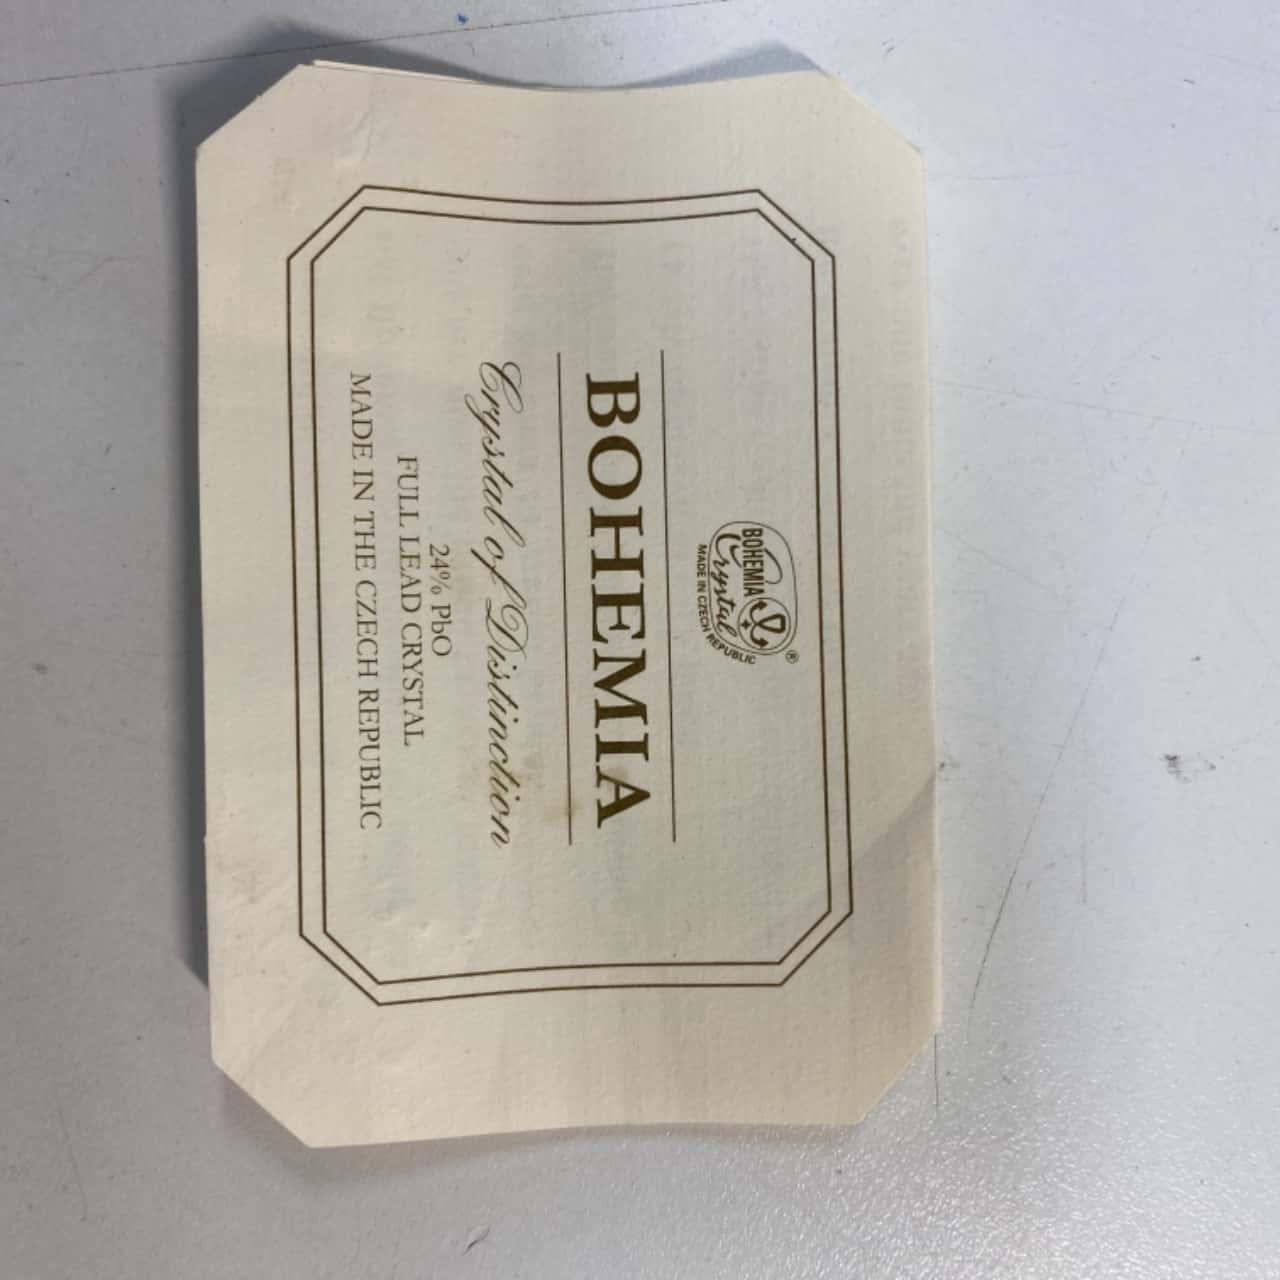 BOHEMIA
Crystal
MADE IN CZECH REPUBLIC
®
BOHEMIA
Crystal of Distinction
24% PbO
FULL LEAD CRYSTAL
MADE IN THE CZECH REPUBLIC